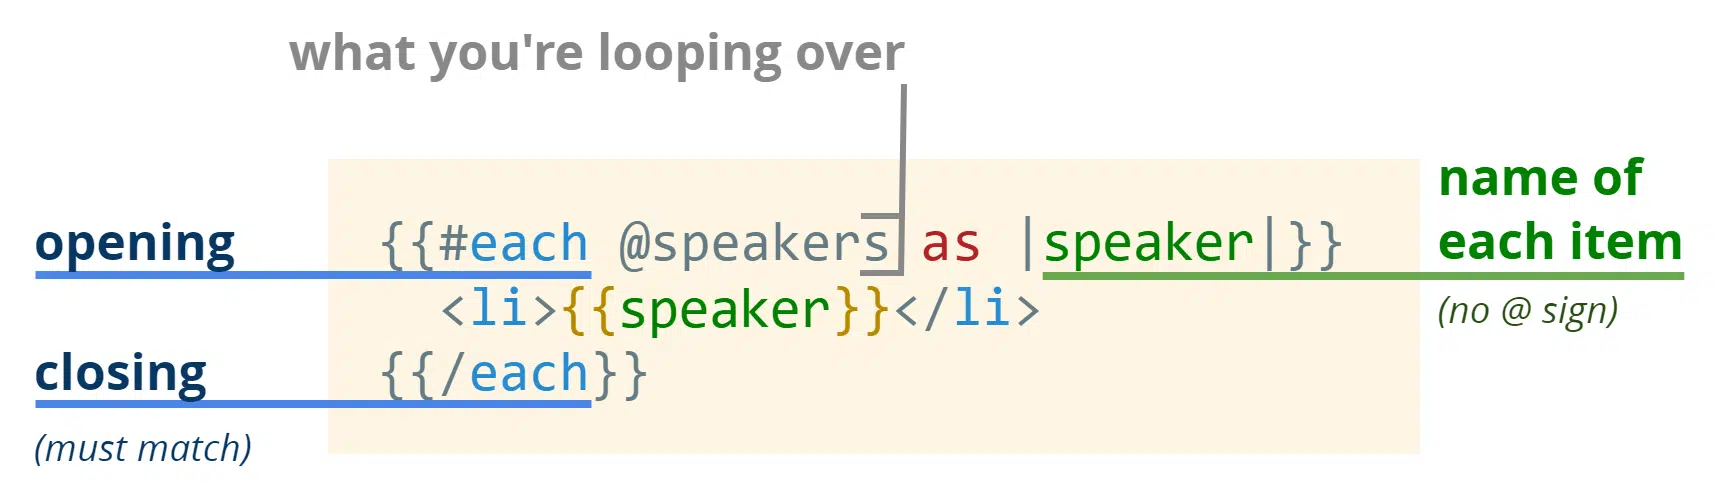 what you're looping over
name of
opening {{#each @speakers as |speaker|}} each item
<li>{{speaker}}</li> (no @ sign)
closing {{/each}}
(must match)